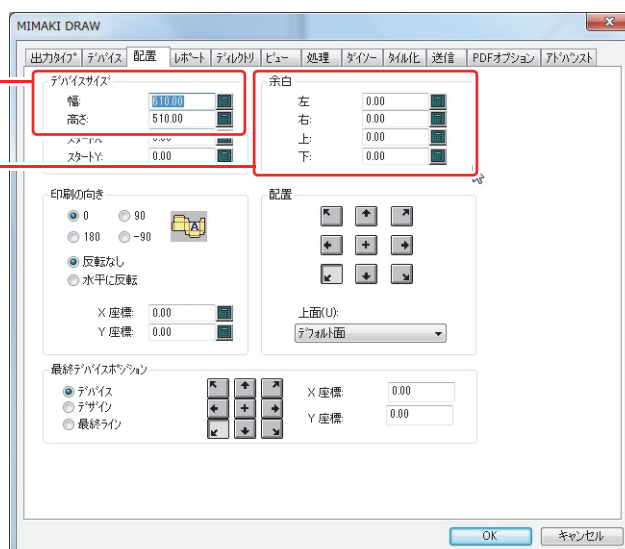 MIMAKI DRAW
出力ﾀｲﾌﾟ ﾃﾞﾊﾞｲｽ 配置 ﾚﾎﾟｰﾄ ﾃﾞｨﾚｸﾄﾘ ﾋﾞｭｰ 処理 ﾀﾞｲｿｰ ﾀｲﾙ化 送信 PDFｵﾌﾟｼｮﾝ ｱﾄﾞﾊﾞﾝｽﾄ
ﾃﾞﾊﾞｲｽｻｲｽﾞ 余白
幅: 610.00 左 0.00
高さ: 510.00 右: 0.00
ｽﾀｰﾄX: 0.00 上: 0.00
ｽﾀｰﾄY: 0.00 下: 0.00
印刷の向き 配置
0 90
180 -90
反転なし
水平に反転
X 座標: 0.00 上面(U):
Y 座標: 0.00 ﾃﾞﾌｫﾙﾄ面
最終ﾃﾞﾊﾞｲｽﾎﾟｼﾞｼｮﾝ
ﾃﾞﾊﾞｲｽ X 座標: 0.00
ﾃﾞｻﾞｲﾝ Y 座標: 0.00
最終ﾗｲﾝ
OK ｷｬﾝｾﾙ